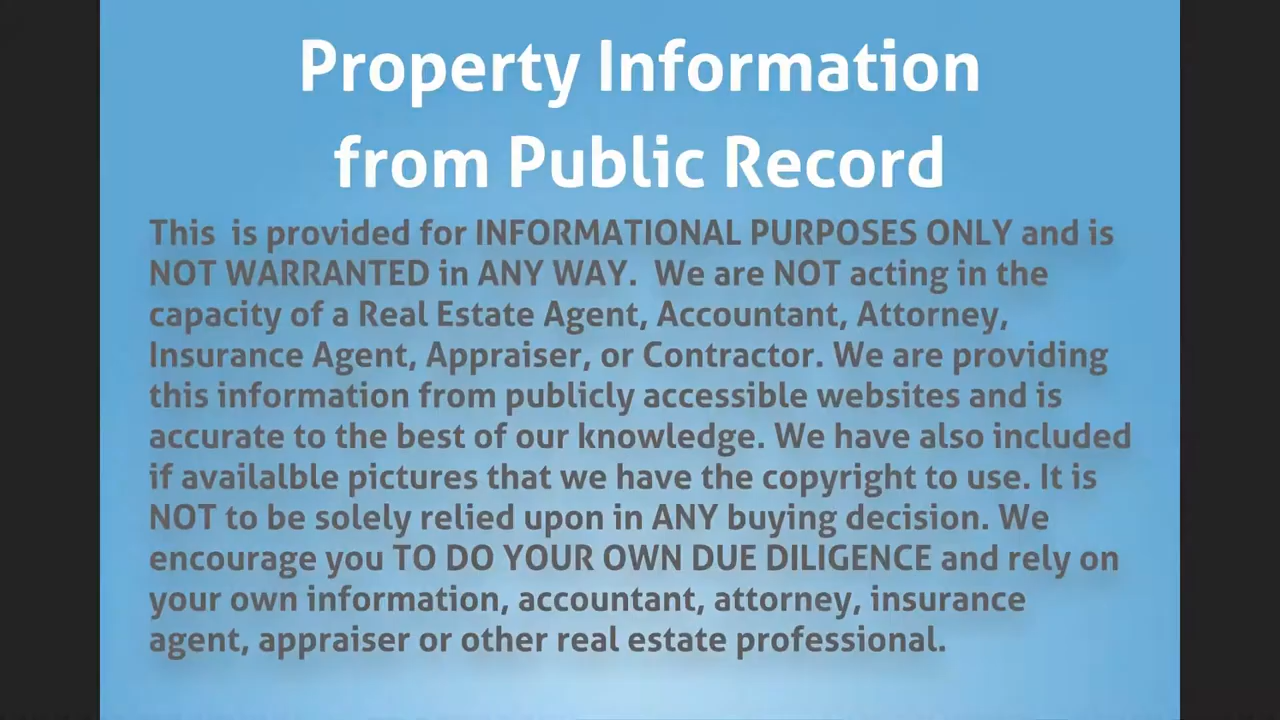 Property Information
from Public Record
This  is provided for INFORMATIONAL PURPOSES ONLY and is
NOT WARRANTED in ANY WAY.  We are NOT acting in the
capacity of a Real Estate Agent, Accountant, Attorney,
Insurance Agent, Appraiser, or Contractor. We are providing
this information from publicly accessible websites and is
accurate to the best of our knowledge. We have also included
if availalble pictures that we have the copyright to use. It is
NOT to be solely relied upon in ANY buying decision. We
encourage you TO DO YOUR OWN DUE DILIGENCE and rely on
your own information, accountant, attorney, insurance
agent, appraiser or other real estate professional.